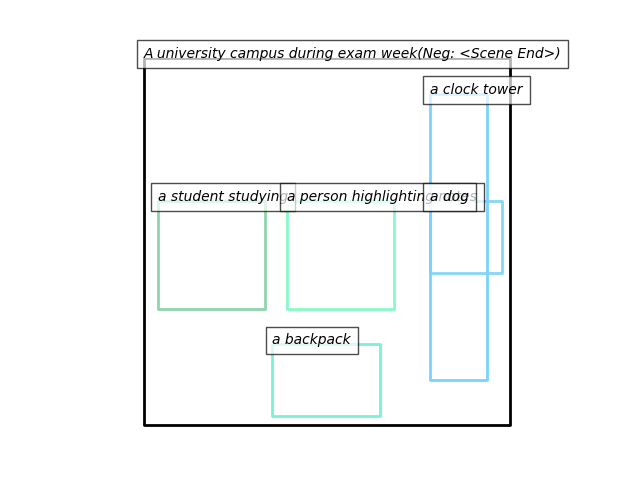 A university campus during exam week(Neg: <Scene End>)
a clock tower
a student studying
a person highlighting notes
a dog
a backpack